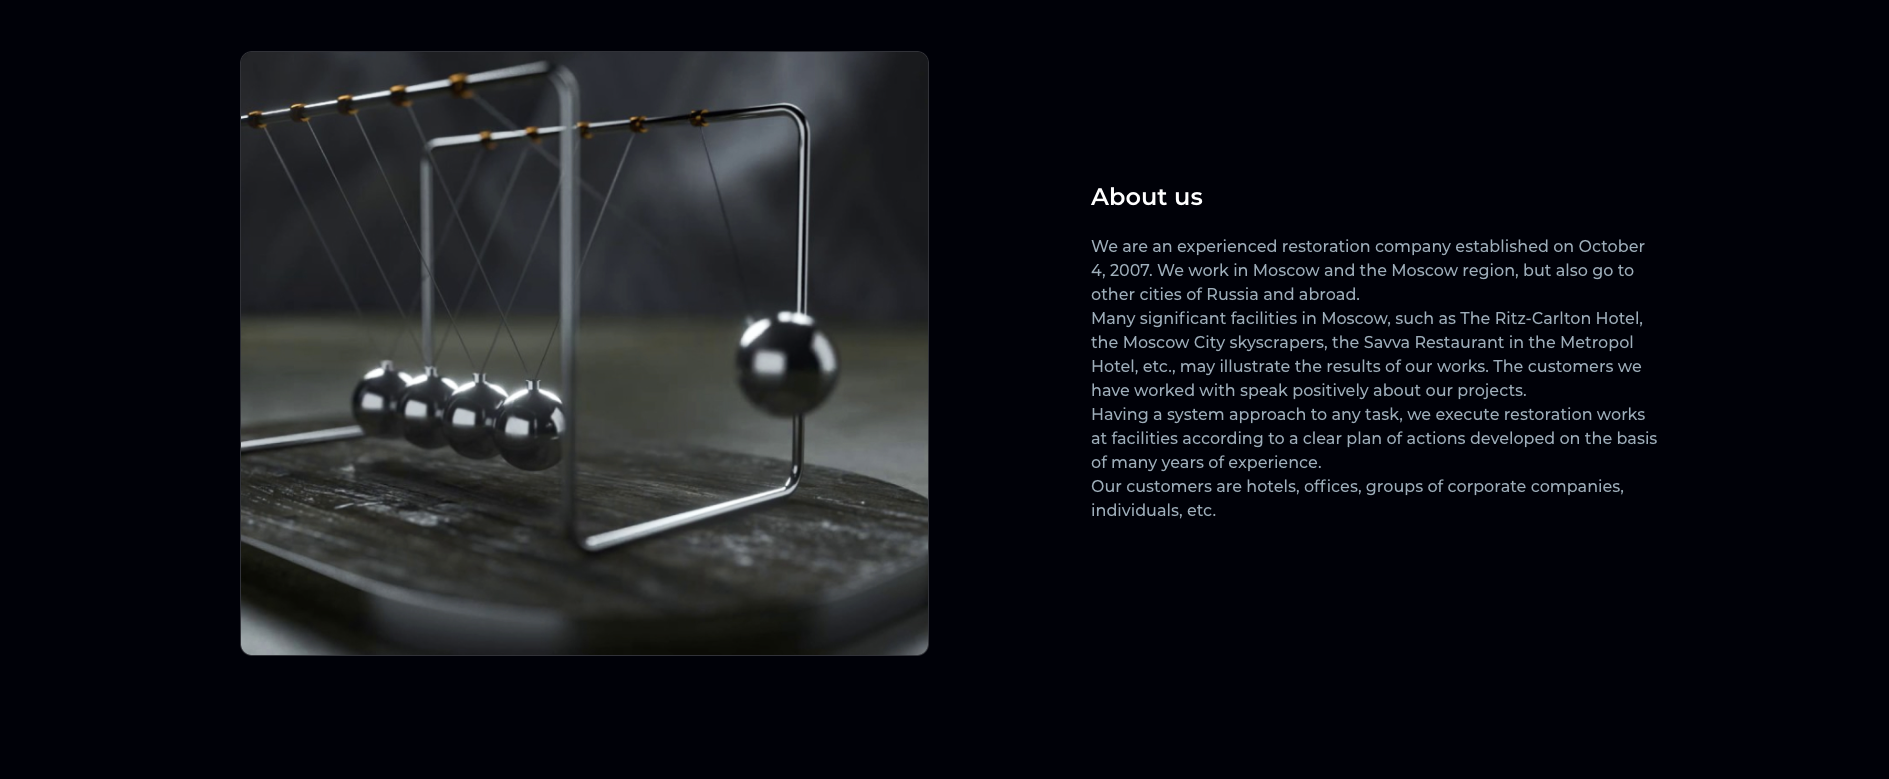 About us
We are an experienced restoration company established on October
4, 2007. We work in Moscow and the Moscow region, but also go to
other cities of Russia and abroad.
Many significant facilities in Moscow, such as The Ritz-Carlton Hotel,
the Moscow City skyscrapers, the Savva Restaurant in the Metropol
Hotel, etc., may illustrate the results of our works. The customers we
have worked with speak positively about our projects.
Having a system approach to any task, we execute restoration works
at facilities according to a clear plan of actions developed on the basis
of many years of experience.
Our customers are hotels, offices, groups of corporate companies,
individuals, etc.